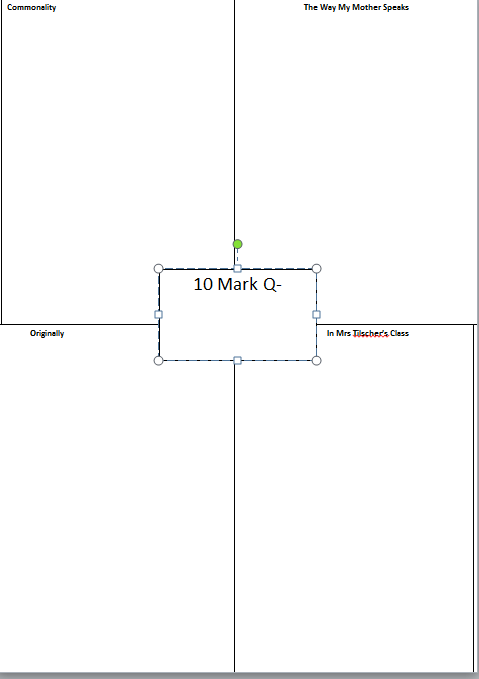 Commonality
The Way My Mother Speaks
10 Mark Q-
Originally
In Mrs Tilscher's Class